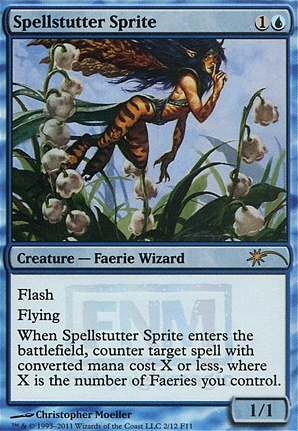 Spellstutter Sprite 1
Creature — Faerie Wizard
FNM
Flash
Flying
When Spellstutter Sprite enters the
battlefield, counter target spell with
converted mana cost X or less, where
X is the number of Faeries you control.
1/1
Christopher Moeller
™ & © 1993–2011 Wizards of the Coast LLC 2/12 F11